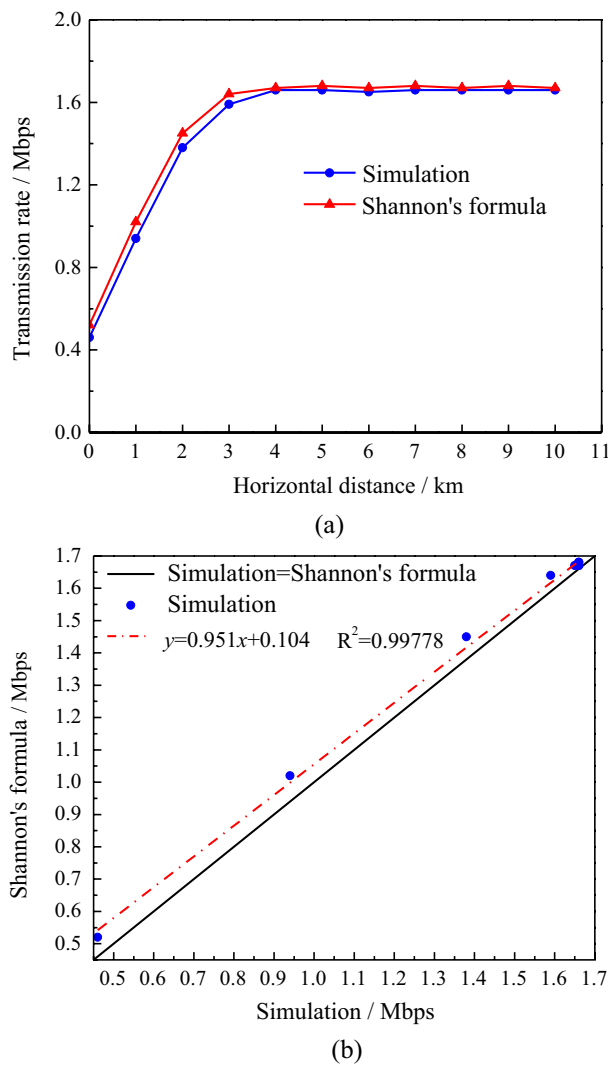 2.0
1.6
1.2
0.8
0.4
0.0
Transmission rate / Mbps
Simulation
Shannon's formula
0 1 2 3 4 5 6 7 8 9 10 11
Horizontal distance / km
(a)
1.7
1.6
1.5
1.4
1.3
1.2
1.1
1.0
0.9
0.8
0.7
0.6
0.5
Shannon's formula / Mbps
Simulation=Shannon's formula
Simulation
y=0.951x+0.104 R²=0.99778
0.5 0.6 0.7 0.8 0.9 1.0 1.1 1.2 1.3 1.4 1.5 1.6 1.7
Simulation / Mbps
(b)